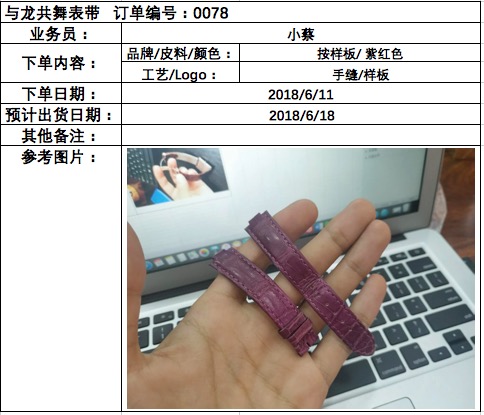 与龙共舞表带 订单编号：0078
业务员： 小蔡
下单内容： 品牌/皮料/颜色： 按样板/ 紫红色
工艺/Logo： 手缝/样板
下单日期： 2018/6/11
预计出货日期： 2018/6/18
其他备注：
参考图片：